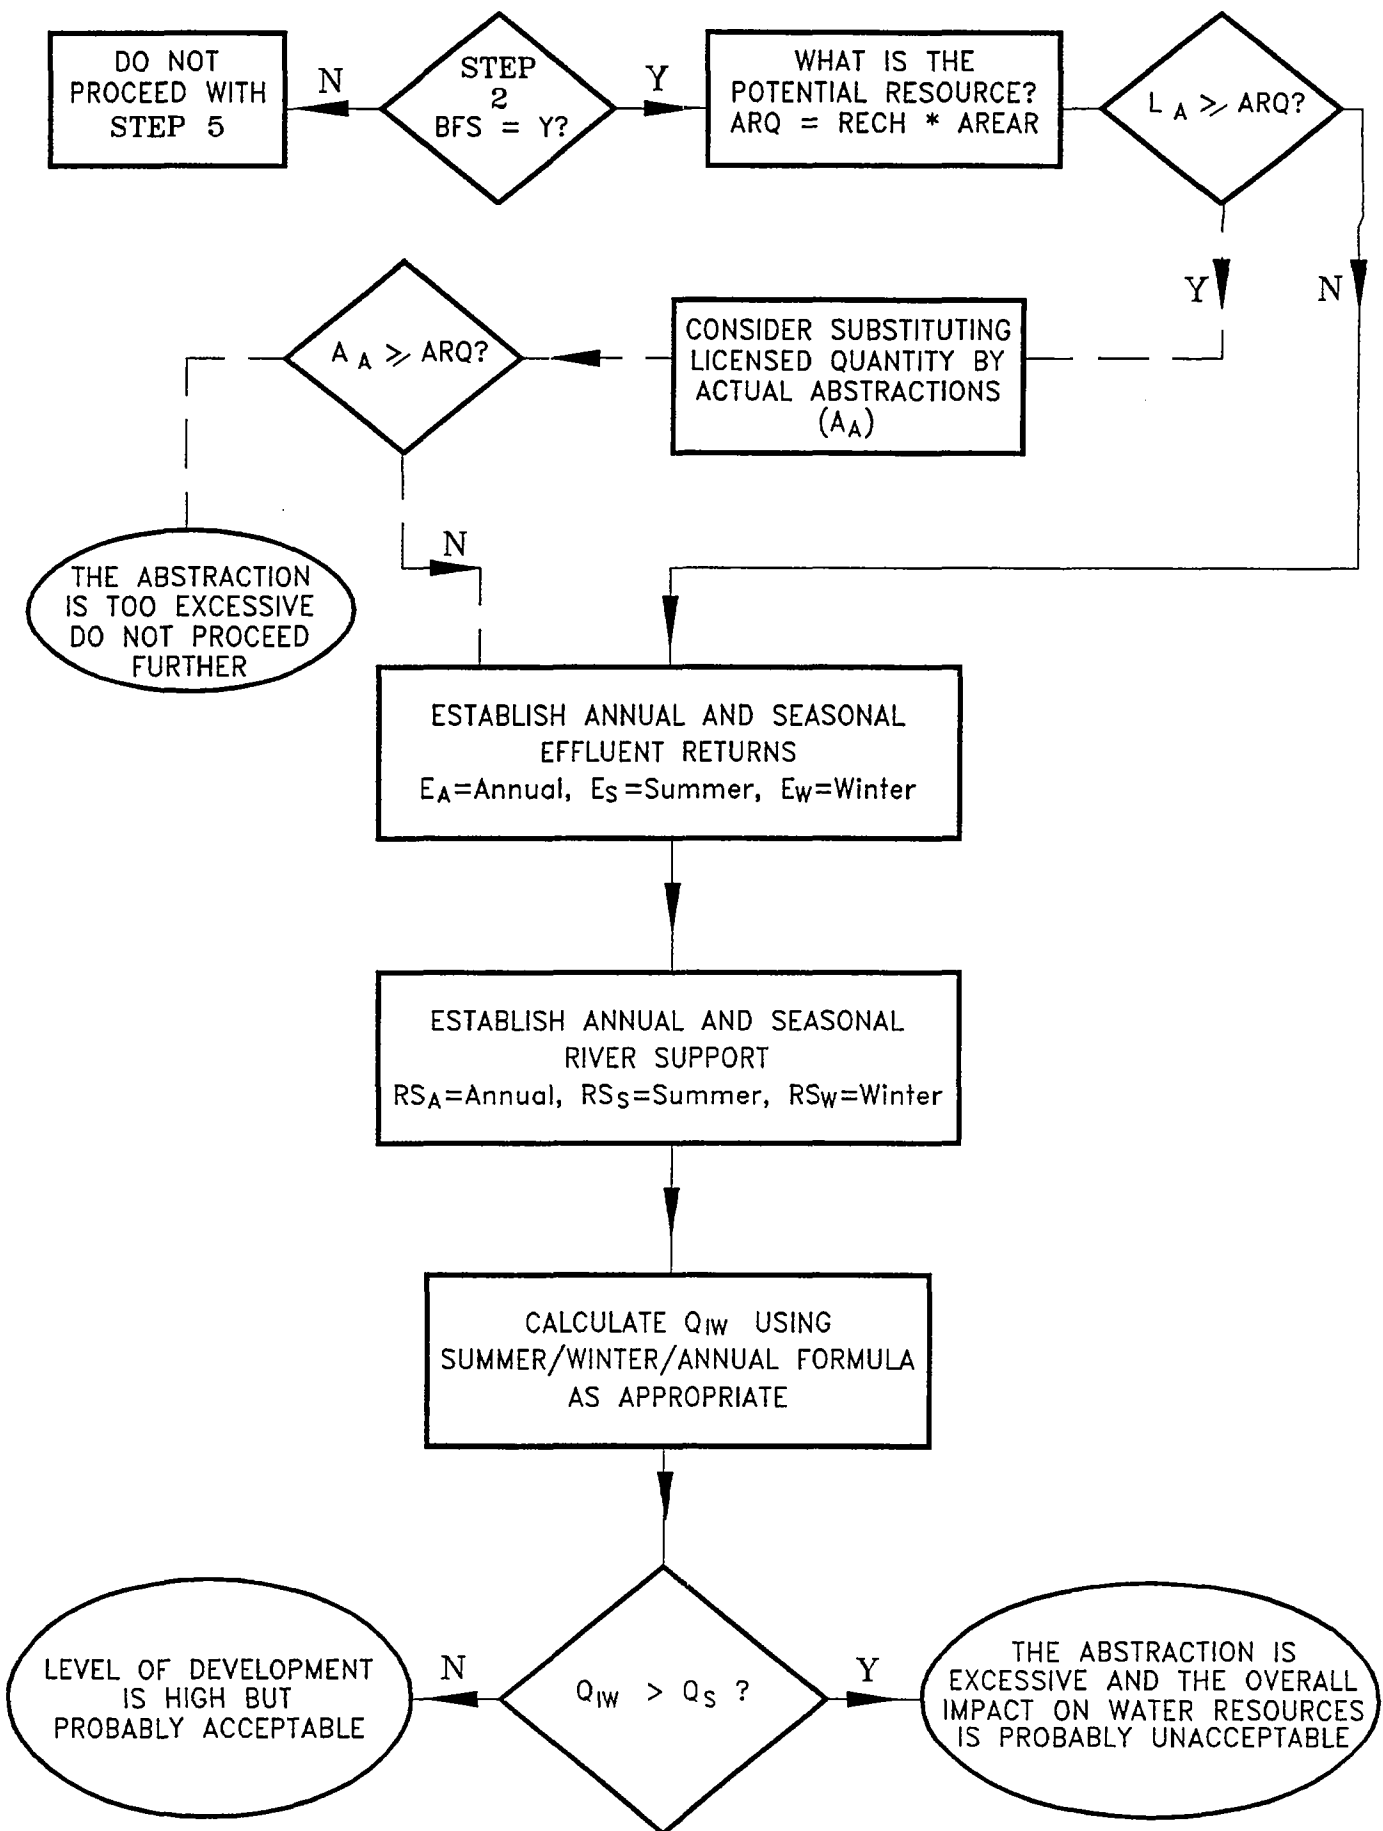 DO NOT
PROCEED WITH
STEP 5
N
STEP
2
BFS = Y?
Y
WHAT IS THE
POTENTIAL RESOURCE?
ARQ = RECH * AREAR
L A ⩾ ARQ?
Y
N
CONSIDER SUBSTITUTING
LICENSED QUANTITY BY
ACTUAL ABSTRACTIONS
(AA)
A A ⩾ ARQ?
N
THE ABSTRACTION
IS TOO EXCESSIVE
DO NOT PROCEED
FURTHER
ESTABLISH ANNUAL AND SEASONAL
EFFLUENT RETURNS
EA=Annual, ES=Summer, EW=Winter
ESTABLISH ANNUAL AND SEASONAL
RIVER SUPPORT
RSA=Annual, RSS=Summer, RSW=Winter
CALCULATE QIW USING
SUMMER/WINTER/ANNUAL FORMULA
AS APPROPRIATE
QIW > QS ?
N
LEVEL OF DEVELOPMENT
IS HIGH BUT
PROBABLY ACCEPTABLE
Y
THE ABSTRACTION IS
EXCESSIVE AND THE OVERALL
IMPACT ON WATER RESOURCES
IS PROBABLY UNACCEPTABLE